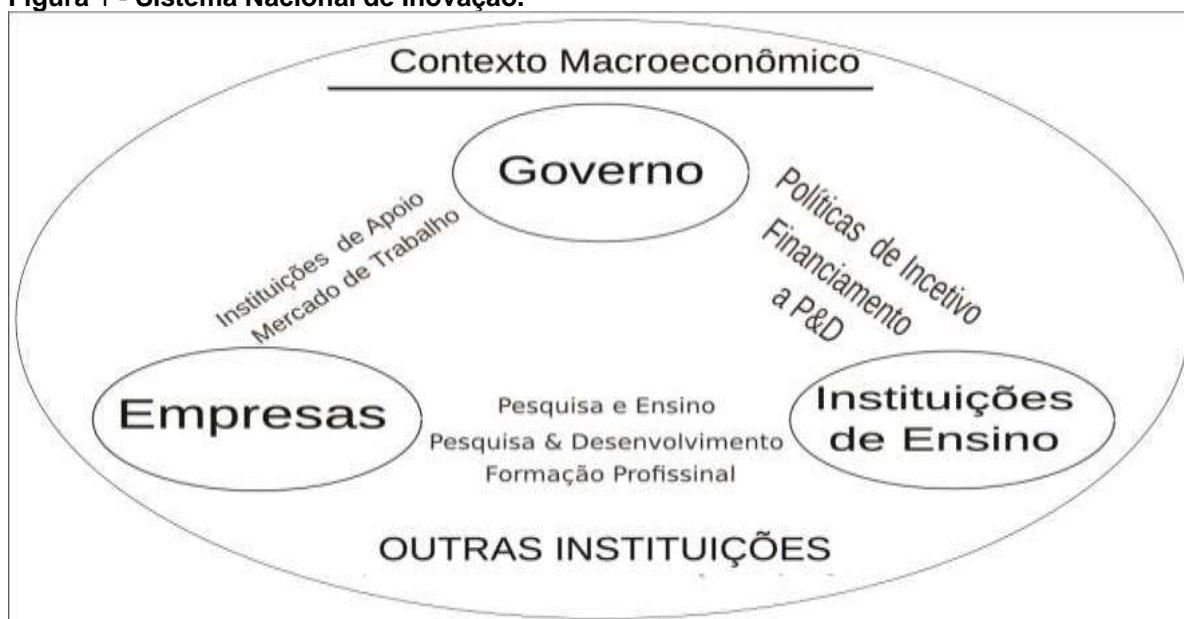 Figura 1 - Sistema Nacional de Inovação.
Contexto Macroeconômico
Governo
Instituições de Apoio
Mercado de Trabalho
Políticas de Incetivo
Financiamento
a P&D
Empresas
Pesquisa e Ensino
Pesquisa & Desenvolvimento
Formação Profissinal
Instituições
de Ensino
OUTRAS INSTITUIÇÕES